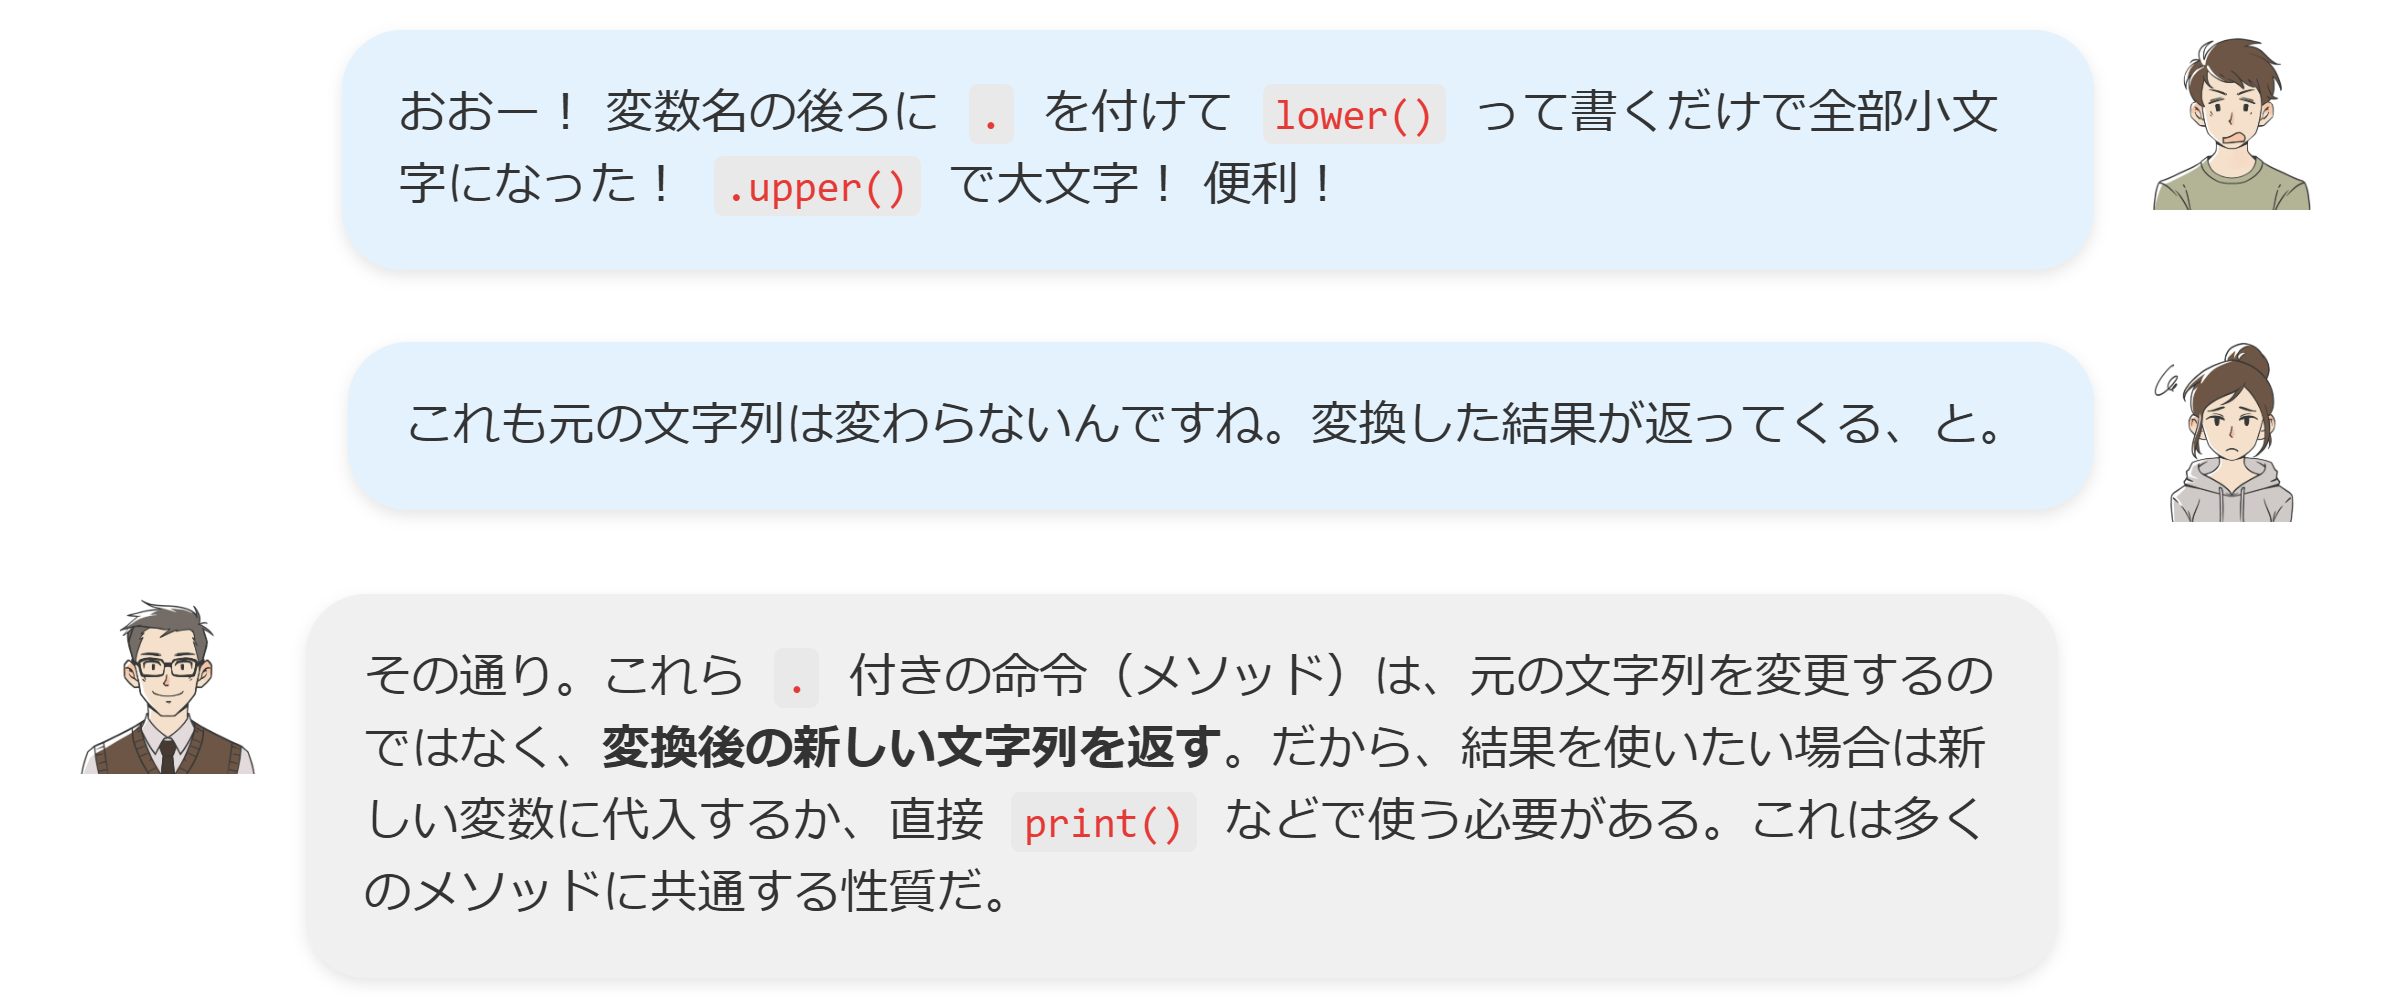 おおー！ 変数名の後ろに . を付けて lower() って書くだけで全部小文
字になった！ .upper() で大文字！ 便利！
これも元の文字列は変わらないんですね。変換した結果が返ってくる、と。
その通り。これら . 付きの命令（メソッド）は、元の文字列を変更するの
ではなく、変換後の新しい文字列を返す。だから、結果を使いたい場合は新
しい変数に代入するか、直接 print() などで使う必要がある。これは多く
のメソッドに共通する性質だ。